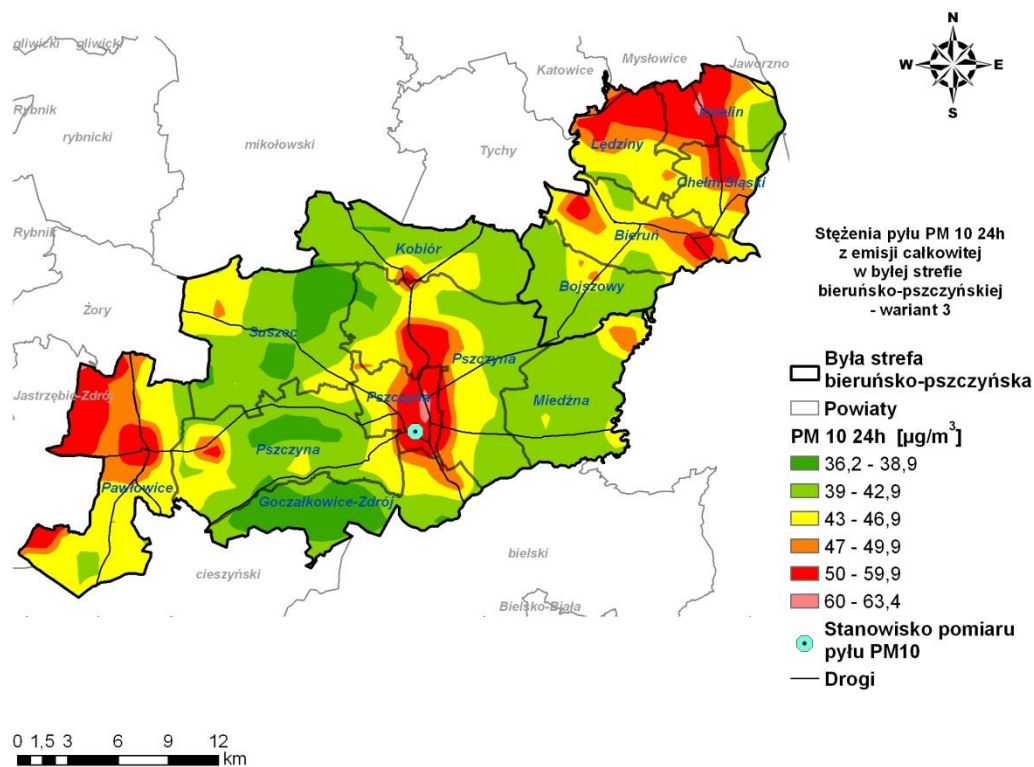 gliwicki gliwicki
Mysłowice
Jaworzno
Katowice
Rybnik
rybnicki
mikołowski
Tychy
Imielin
Lędziny
Chełm Śląski
Rybnik
Kobiór
Bieruń
Bojszowy
Żory
Suszec
Pszczyna
Jastrzębie-Zdrój
Pszczyna
Miedźna
Pszczyna
Pawłowice
Goczałkowice-Zdrój
cieszyński
bielski
Bielsko-Biała
N
W E
S
Stężenia pyłu PM 10 24h
z emisji całkowitej
w byłej strefie
bieruńsko-pszczyńskiej
- wariant 3
Była strefa
bieruńsko-pszczyńska
Powiaty
PM 10 24h [µg/m³]
36,2 - 38,9
39 - 42,9
43 - 46,9
47 - 49,9
50 - 59,9
60 - 63,4
Stanowisko pomiaru
pyłu PM10
Drogi
0 1,5 3 6 9 12
km